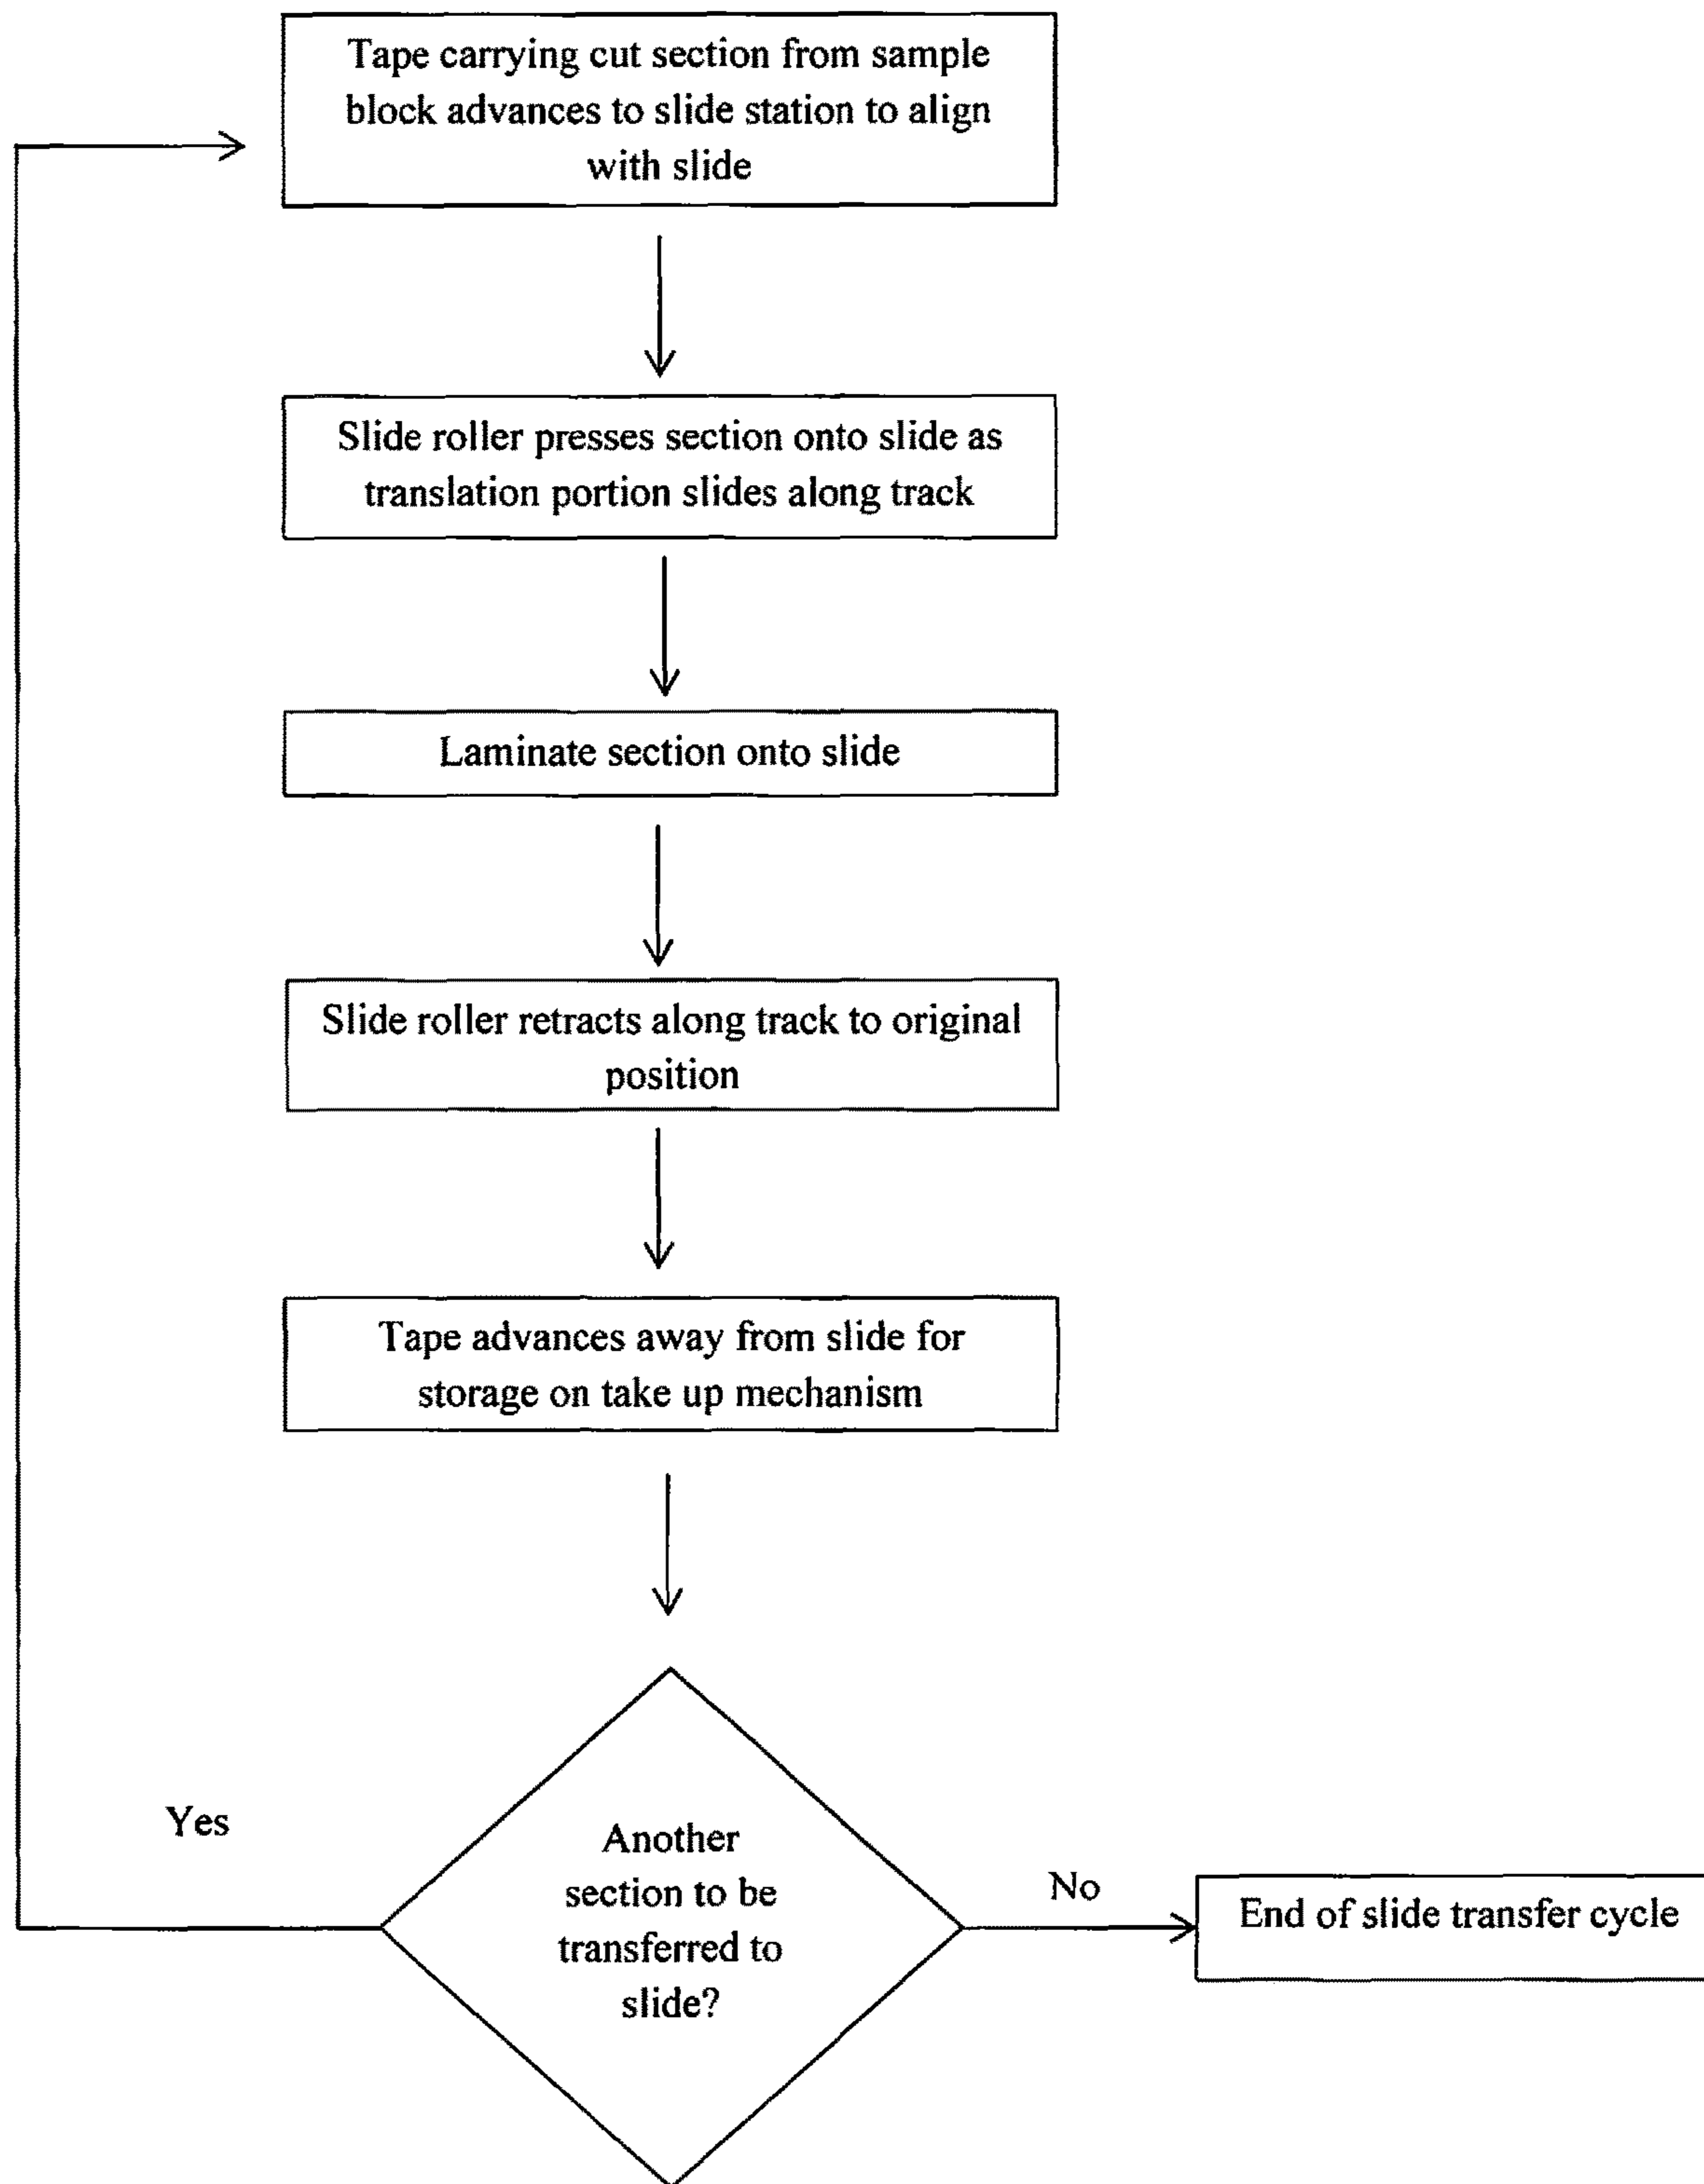 Tape carrying cut section from sample
block advances to slide station to align
with slide
Slide roller presses section onto slide as
translation portion slides along track
Laminate section onto slide
Slide roller retracts along track to original
position
Tape advances away from slide for
storage on take up mechanism
Yes
Another
section to be
transferred to
slide?
No
End of slide transfer cycle